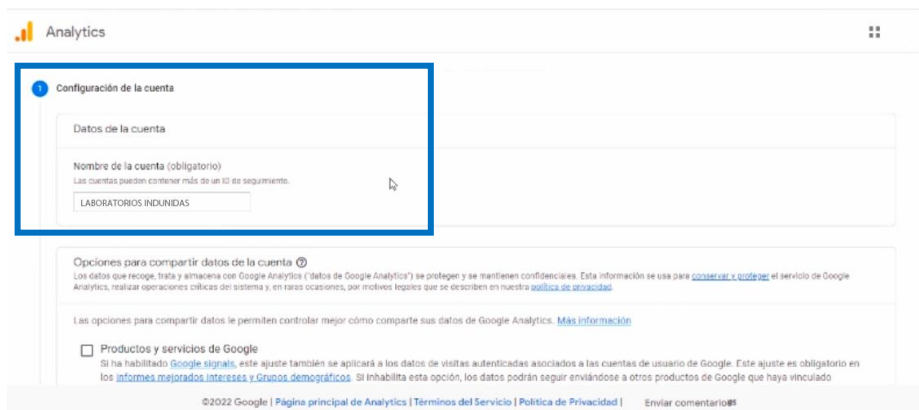 Analytics
1 Configuración de la cuenta
Datos de la cuenta
Nombre de la cuenta (obligatorio)
Las cuentas pueden contener más de un ID de seguimiento.
LABORATORIOS INDUNIDAS
Opciones para compartir datos de la cuenta
Los datos que recoge, trata y almacena con Google Analytics ("datos de Google Analytics") se protegen y se mantienen confidenciales. Esta información se usa para conservar y proteger el servicio de Google
Analytics, realizar operaciones críticas del sistema y, en raras ocasiones, por motivos legales que se describen en nuestra política de privacidad.
Las opciones para compartir datos le permiten controlar mejor cómo comparte sus datos de Google Analytics. Más información
Productos y servicios de Google
Si ha habilitado Google signals, este ajuste también se aplicará a los datos de visitas autenticadas asociados a las cuentas de usuario de Google. Este ajuste es obligatorio en
los informes mejorados Intereses y Grupos demográficos. Si inhabilita esta opción, los datos podrán seguir enviándose a otros productos de Google que haya vinculado
©2022 Google | Página principal de Analytics | Términos del Servicio | Política de Privacidad | Enviar comentarios